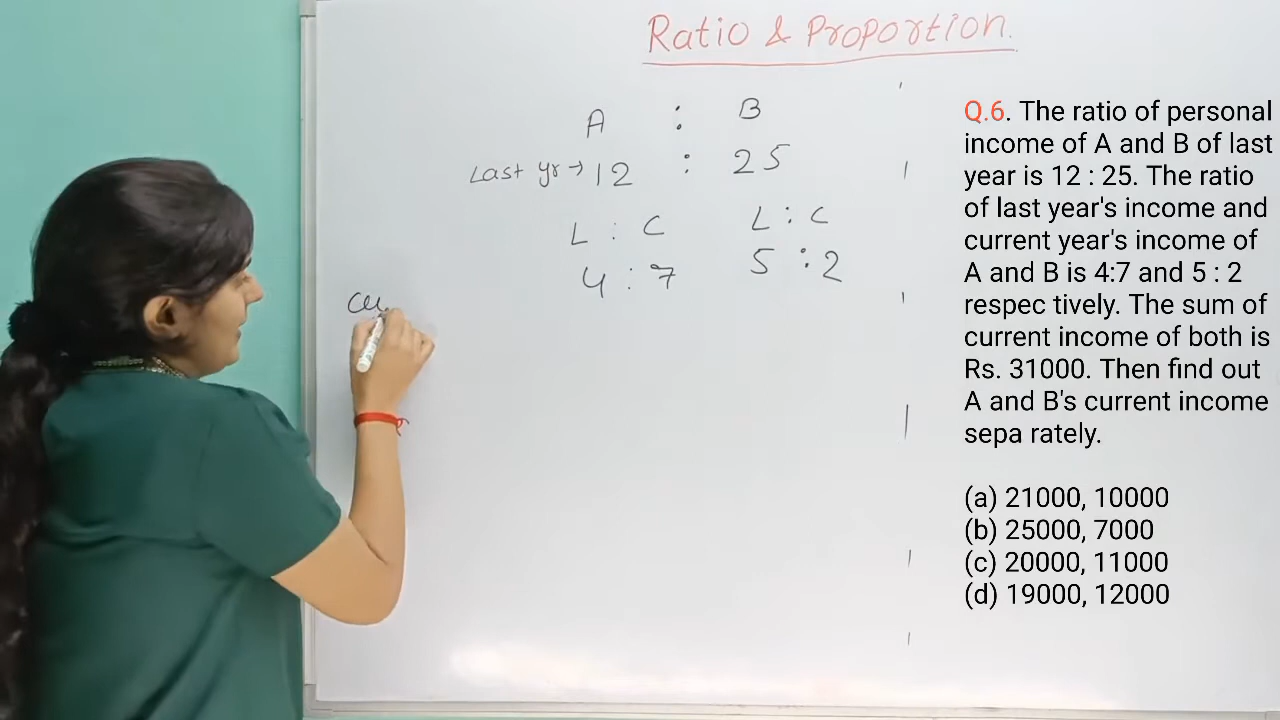 Ratio & Proportion.
A : B
Last yr → 12 : 25
L : C L : C
4 : 7 5 : 2
Cu
Q.6. The ratio of personal
income of A and B of last
year is 12 : 25. The ratio
of last year's income and
current year's income of
A and B is 4:7 and 5 : 2
respec tively. The sum of
current income of both is
Rs. 31000. Then find out
A and B's current income
sepa rately.
(a) 21000, 10000
(b) 25000, 7000
(c) 20000, 11000
(d) 19000, 12000